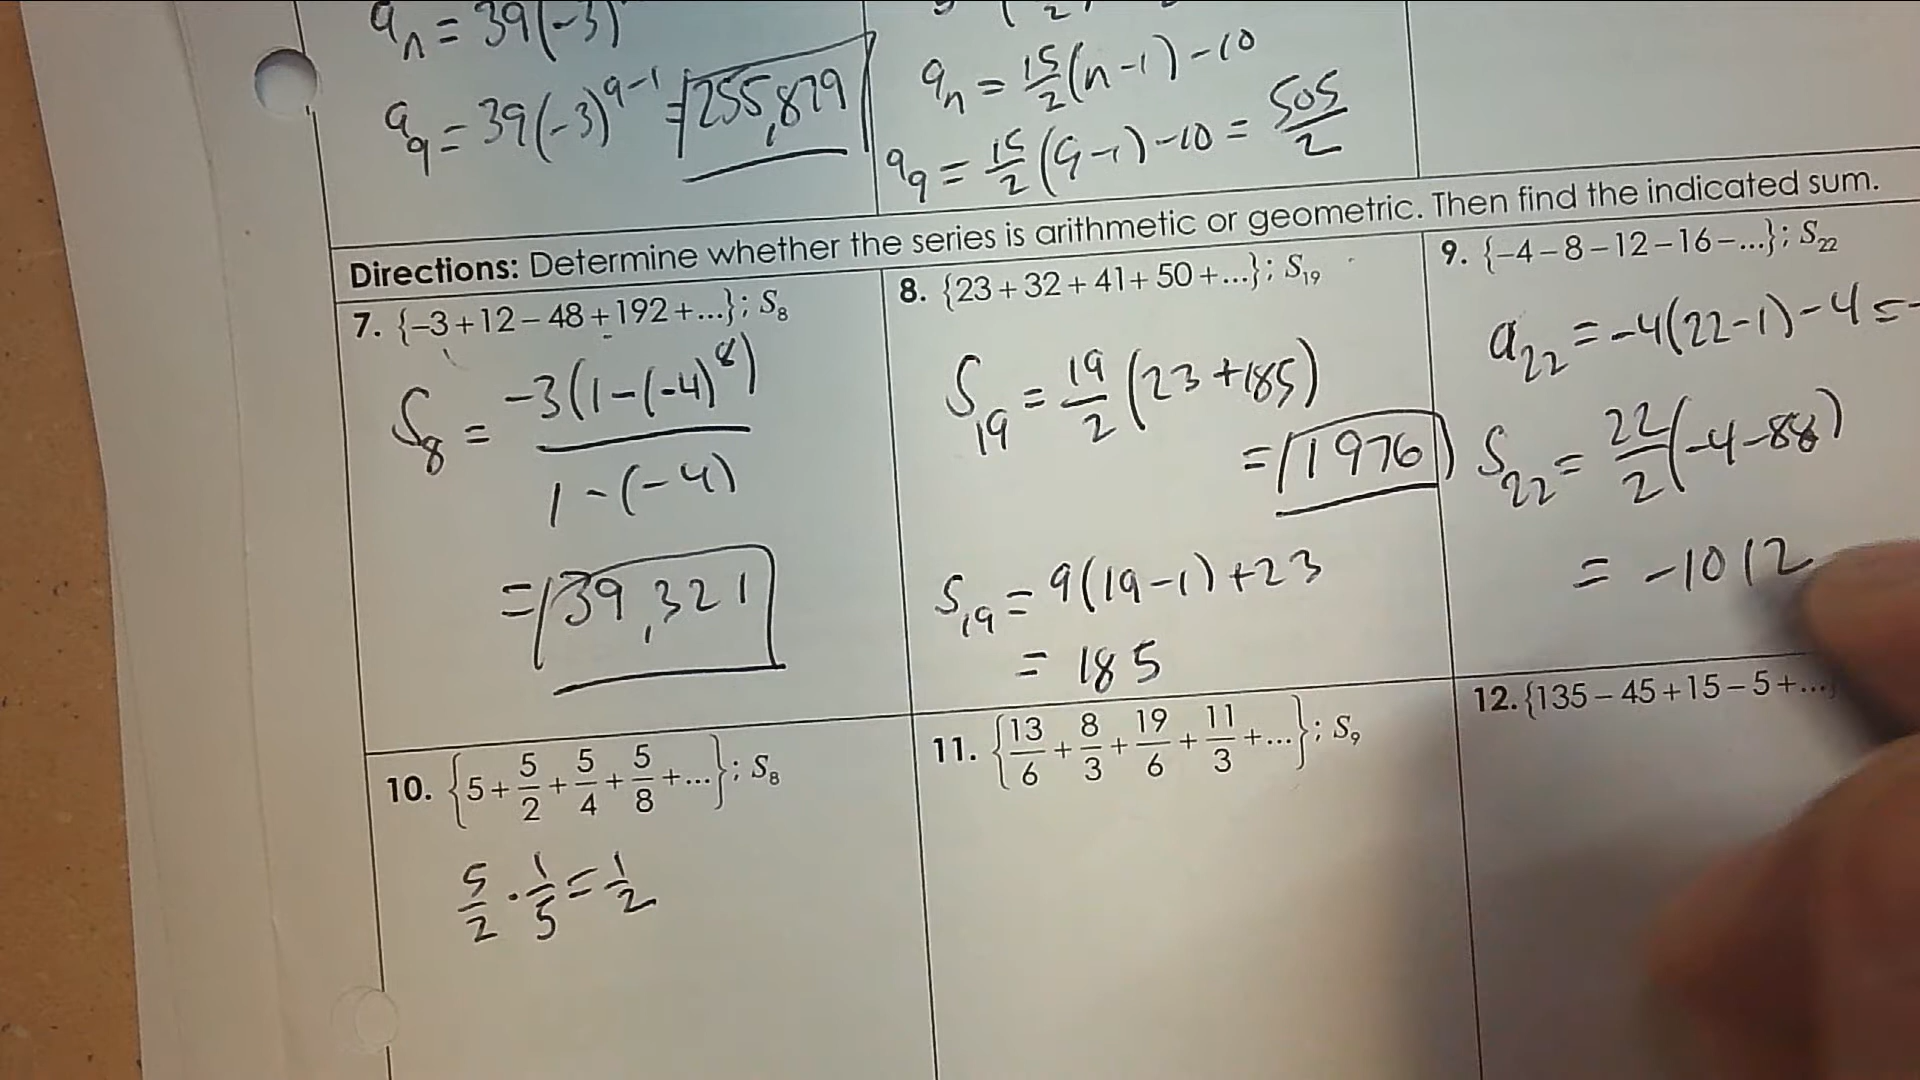 aₙ = 39(-3)
a₉ = 39(-3)⁹⁻¹ = 255,879
aₙ = 15/2 (n-1) - 10
a₉ = 15/2 (9-1) - 10 = 505/2
Directions: Determine whether the series is arithmetic or geometric. Then find the indicated sum.
7. {-3+12-48+192+...}; S₈
S₈ = -3(1-(-4)⁸) / 1-(-4)
= 39,321
8. {23+32+41+50+...}; S₁₉
S₁₉ = 19/2 (23+185)
= 1976
S₁₉ = 9(19-1)+23
= 185
9. {-4-8-12-16-...}; S₂₂
a₂₂ = -4(22-1)-4 = -
S₂₂ = 22/2 (-4-88)
= -1012
10. {5+5/2+5/4+5/8+...}; S₈
5/2 · 1/5 = 1/2
11. {13/6+8/3+19/6+11/3+...}; S₉
12. {135-45+15-5+...